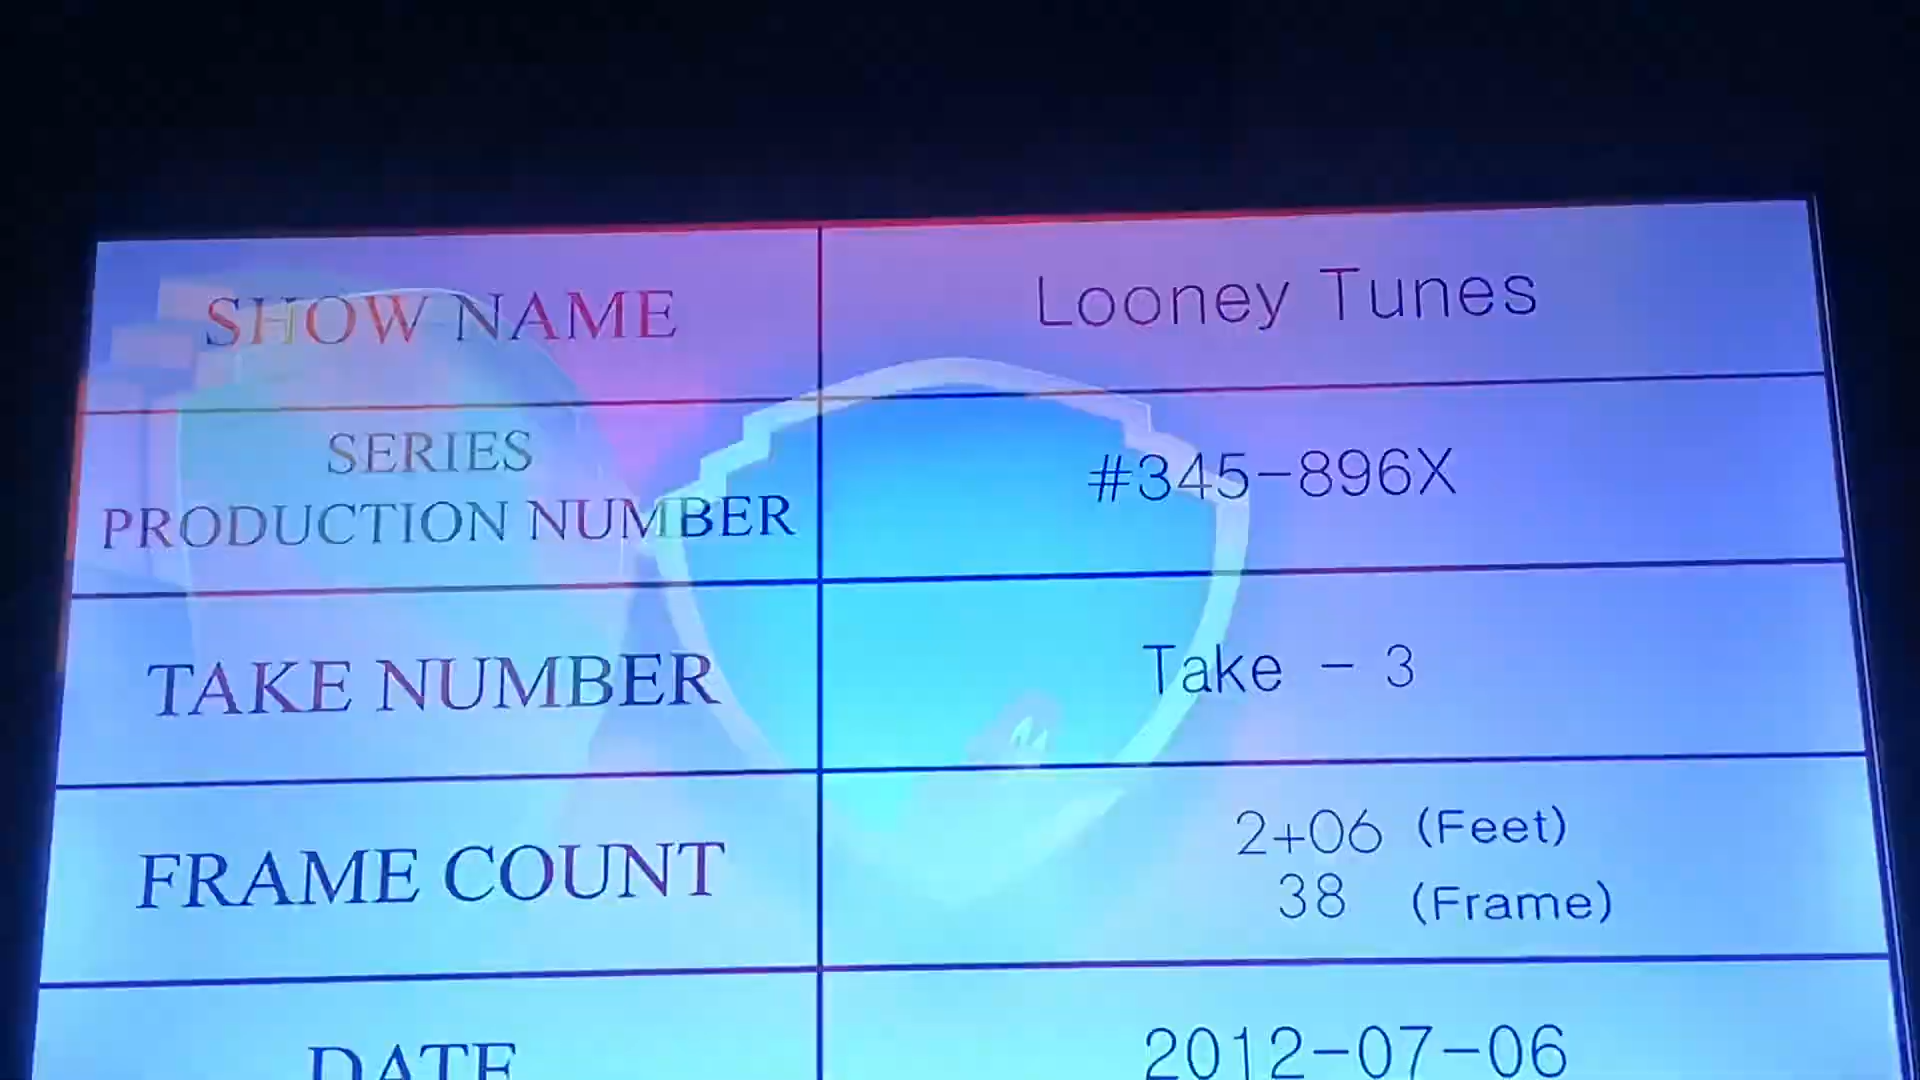 SHOW NAME
Looney Tunes
SERIES
PRODUCTION NUMBER
#345-896X
TAKE NUMBER
Take - 3
FRAME COUNT
2+06 (Feet)
38 (Frame)
DATE
2012-07-06